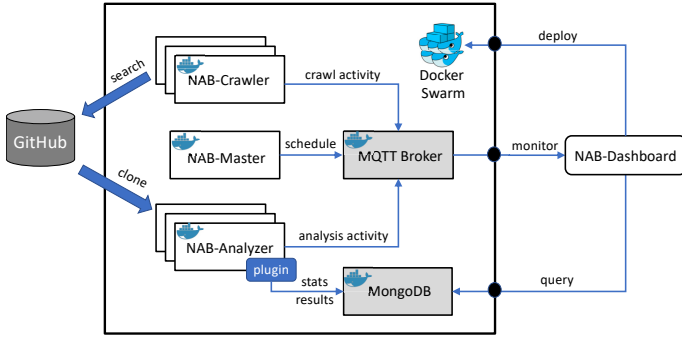 deploy
search
NAB-Crawler
crawl activity
Docker
Swarm
GitHub
NAB-Master
schedule
MQTT Broker
monitor
NAB-Dashboard
clone
NAB-Analyzer
analysis activity
plugin
stats
results
MongoDB
query